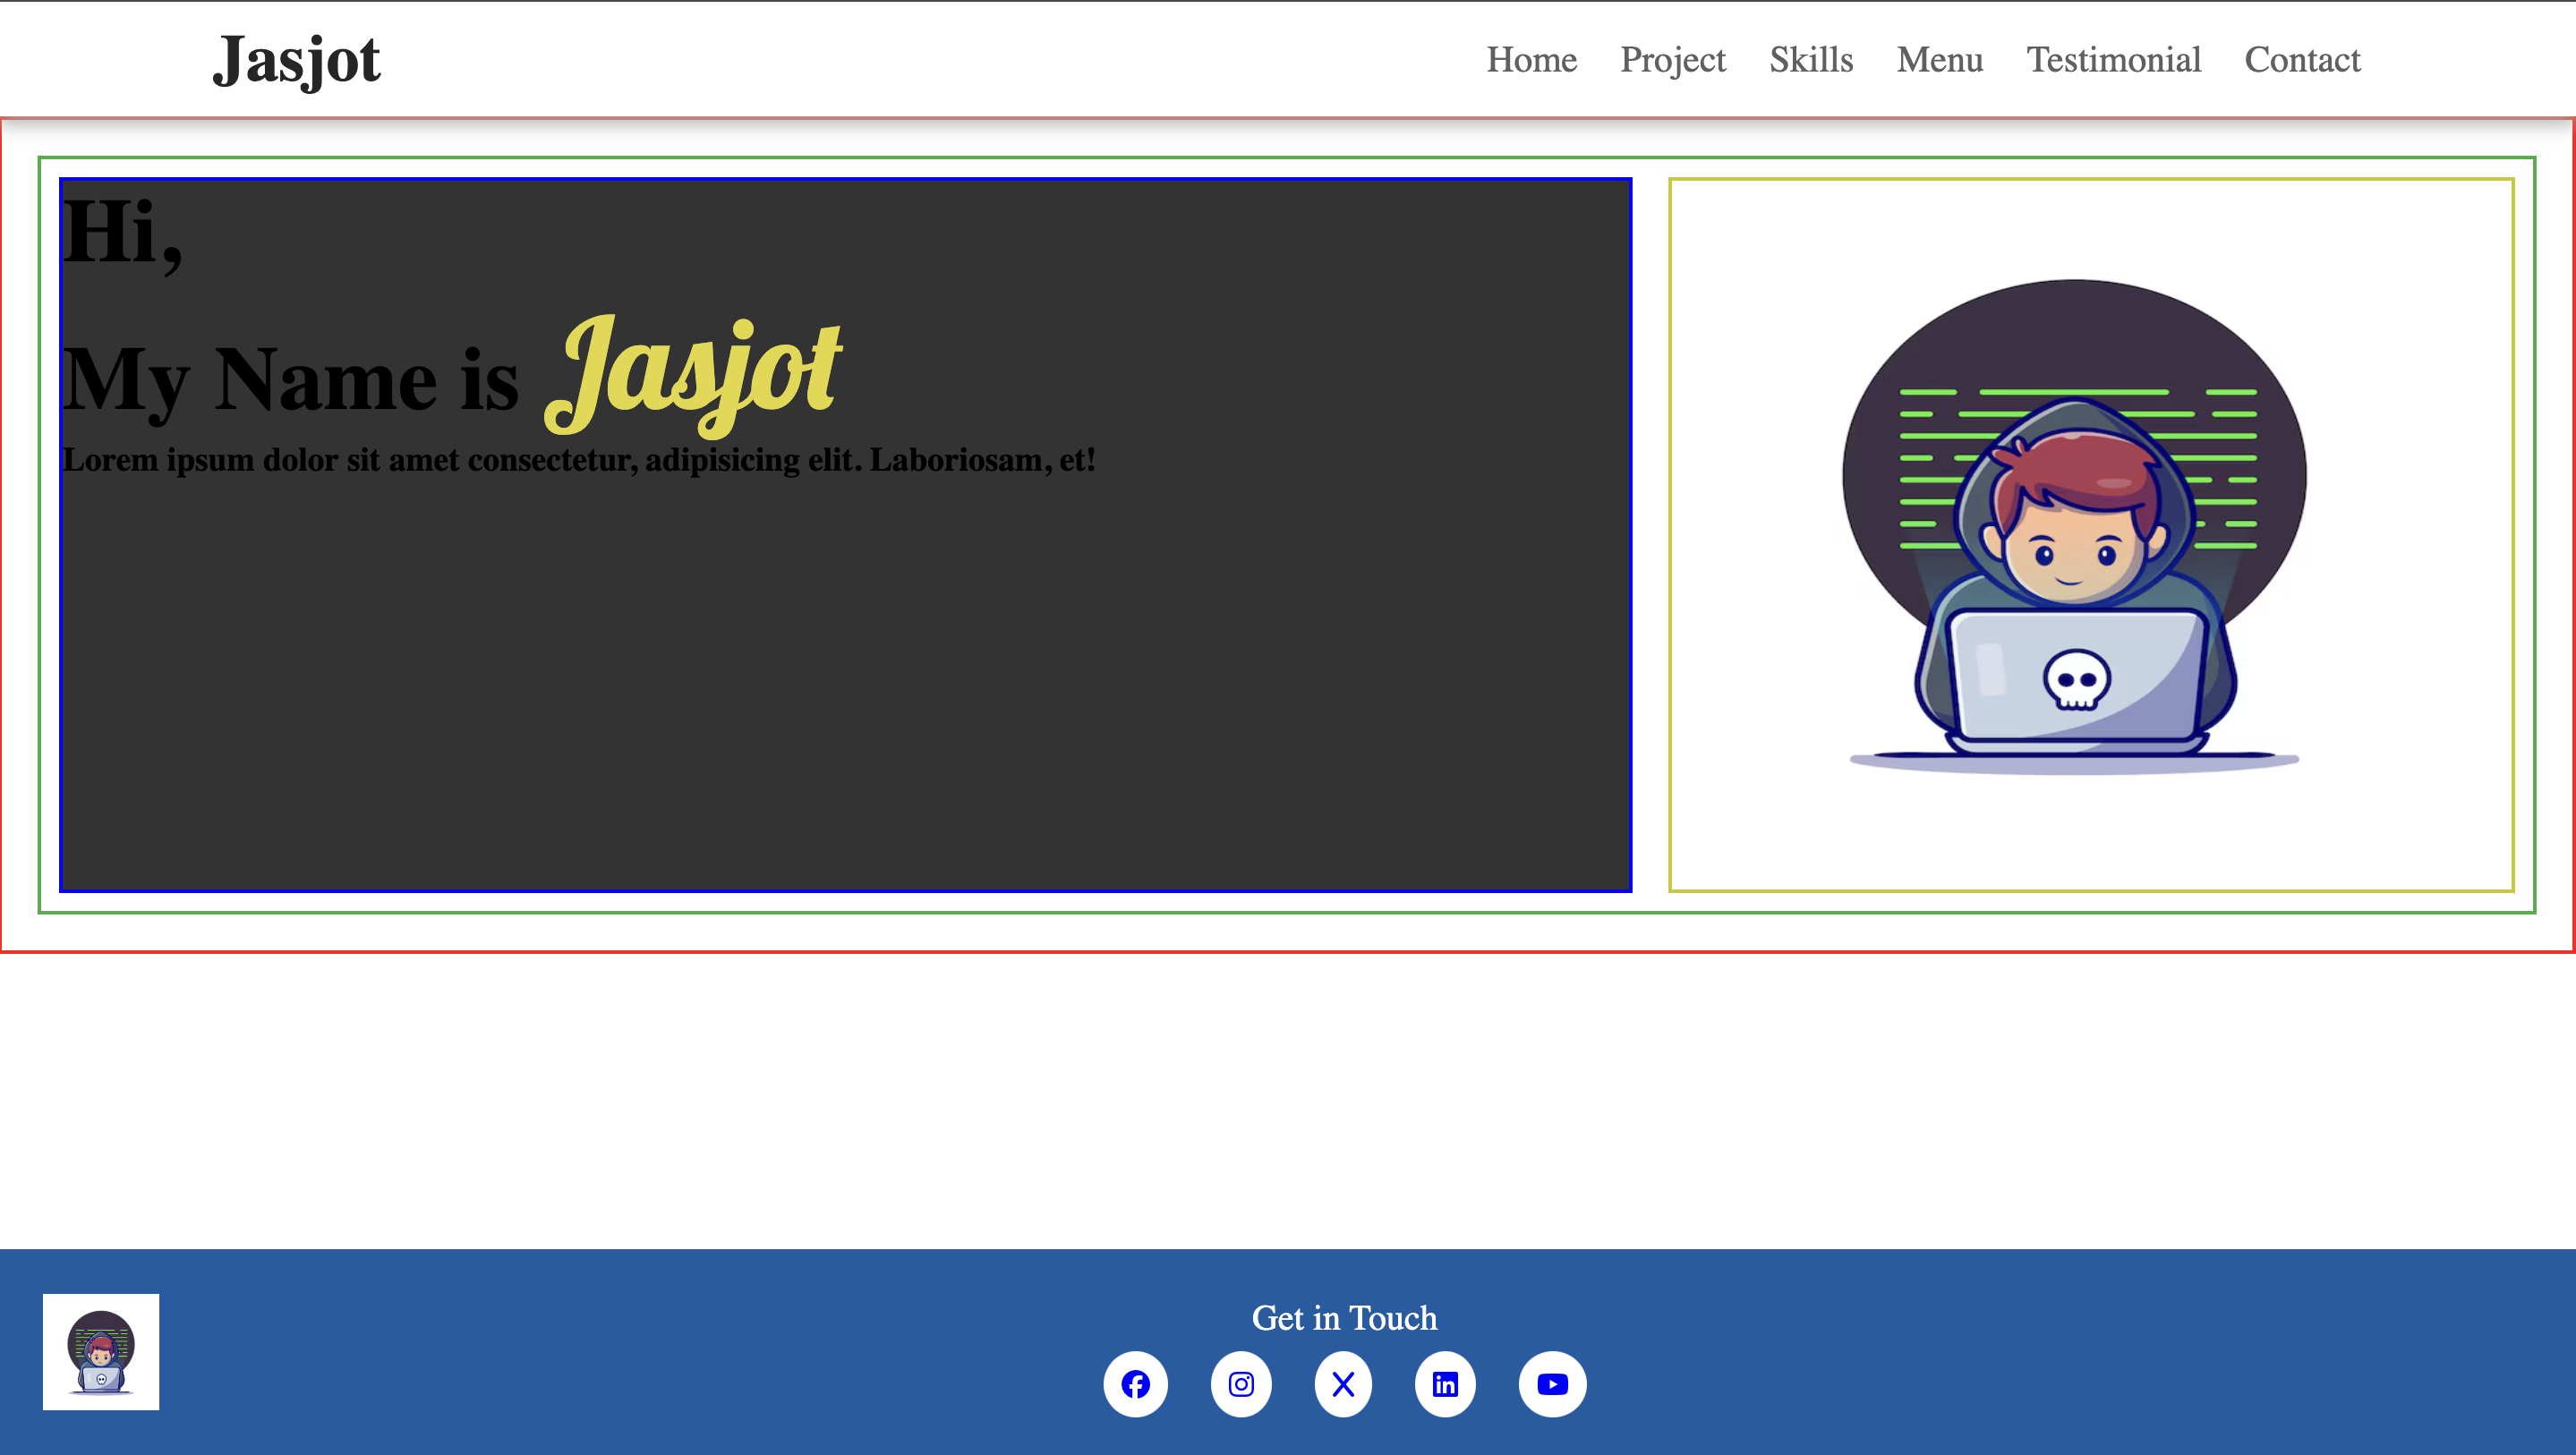 Jasjot
Home Project Skills Menu Testimonial Contact
Hi,
My Name is Jasjot
Lorem ipsum dolor sit amet consectetur, adipisicing elit. Laboriosam, et!
Get in Touch